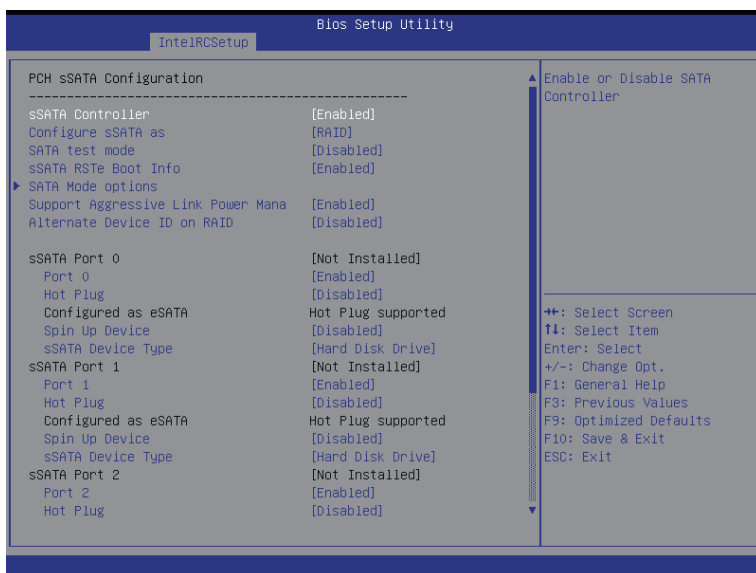 Bios Setup Utility
IntelRCSetup
PCH sSATA Configuration
--------------------------------------------------
sSATA Controller [Enabled]
Configure sSATA as [RAID]
SATA test mode [Disabled]
sSATA RSTe Boot Info [Enabled]
SATA Mode options
Support Aggressive Link Power Mana [Enabled]
Alternate Device ID on RAID [Disabled]
sSATA Port 0 [Not Installed]
Port 0 [Enabled]
Hot Plug [Disabled]
Configured as eSATA Hot Plug supported
Spin Up Device [Disabled]
sSATA Device Type [Hard Disk Drive]
sSATA Port 1 [Not Installed]
Port 1 [Enabled]
Hot Plug [Disabled]
Configured as eSATA Hot Plug supported
Spin Up Device [Disabled]
sSATA Device Type [Hard Disk Drive]
sSATA Port 2 [Not Installed]
Port 2 [Enabled]
Hot Plug [Disabled]
Enable or Disable SATA
Controller
→←: Select Screen
↑↓: Select Item
Enter: Select
+/-: Change Opt.
F1: General Help
F3: Previous Values
F9: Optimized Defaults
F10: Save & Exit
ESC: Exit